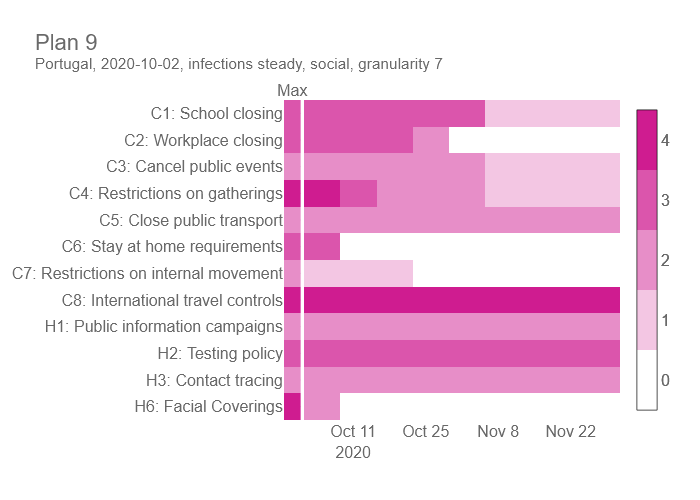 Plan 9
Portugal, 2020-10-02, infections steady, social, granularity 7
Max
C1: School closing
C2: Workplace closing
C3: Cancel public events
C4: Restrictions on gatherings
C5: Close public transport
C6: Stay at home requirements
C7: Restrictions on internal movement
C8: International travel controls
H1: Public information campaigns
H2: Testing policy
H3: Contact tracing
H6: Facial Coverings
Oct 11 Oct 25 Nov 8 Nov 22
2020
4
3
2
1
0